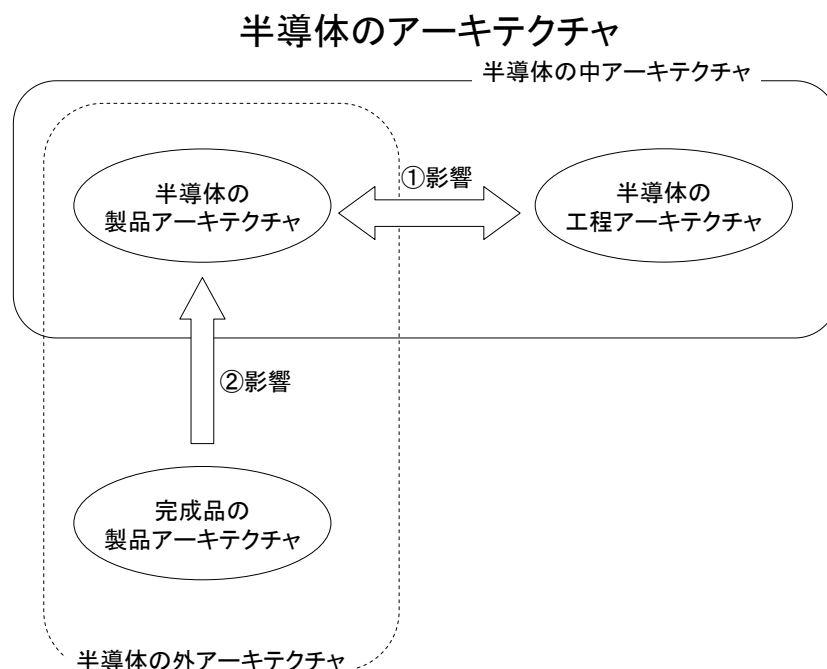 半導体のアーキテクチャ
半導体の中アーキテクチャ
半導体の
製品アーキテクチャ
①影響
半導体の
工程アーキテクチャ
②影響
完成品の
製品アーキテクチャ
半導体の外アーキテクチャ